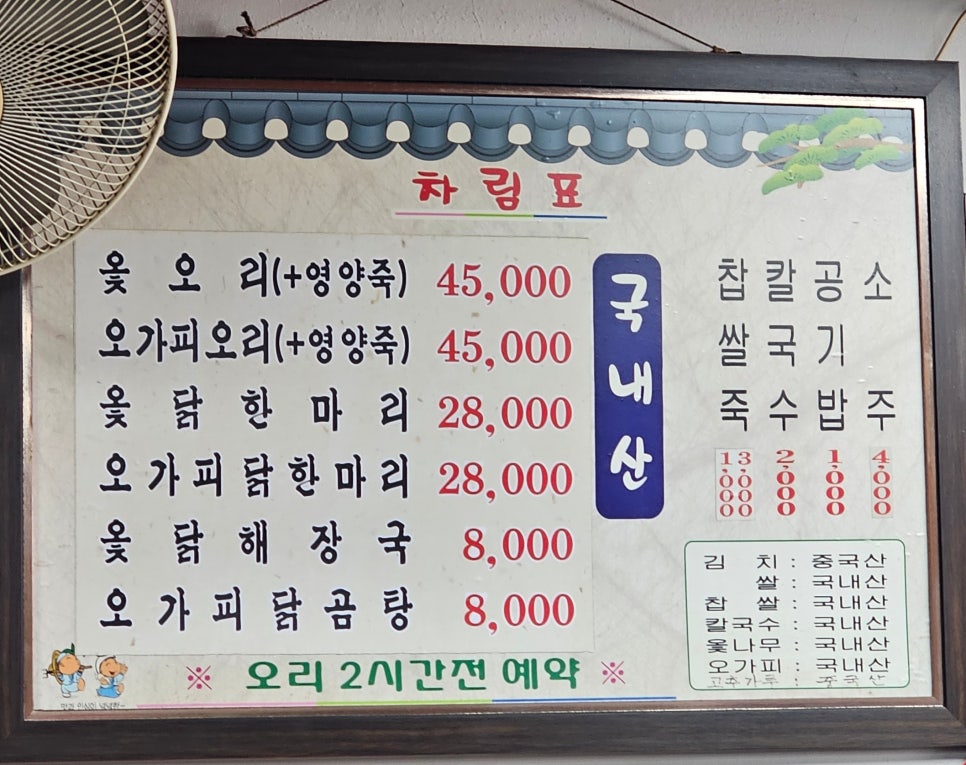 차림표
옻오리(+영양죽) 45,000
오가피오리(+영양죽) 45,000
옻닭한마리 28,000
오가피닭한마리 28,000
옻닭해장국 8,000
오가피닭곰탕 8,000
※ 오리 2시간전 예약 ※
국내산
찹쌀죽 13,000
칼국수 2,000
공기밥 1,000
소주 4,000
김치 : 중국산
쌀 : 국내산
찹쌀 : 국내산
칼국수 : 국내산
옻나무 : 국내산
오가피 : 국내산
고추가루 : 중국산